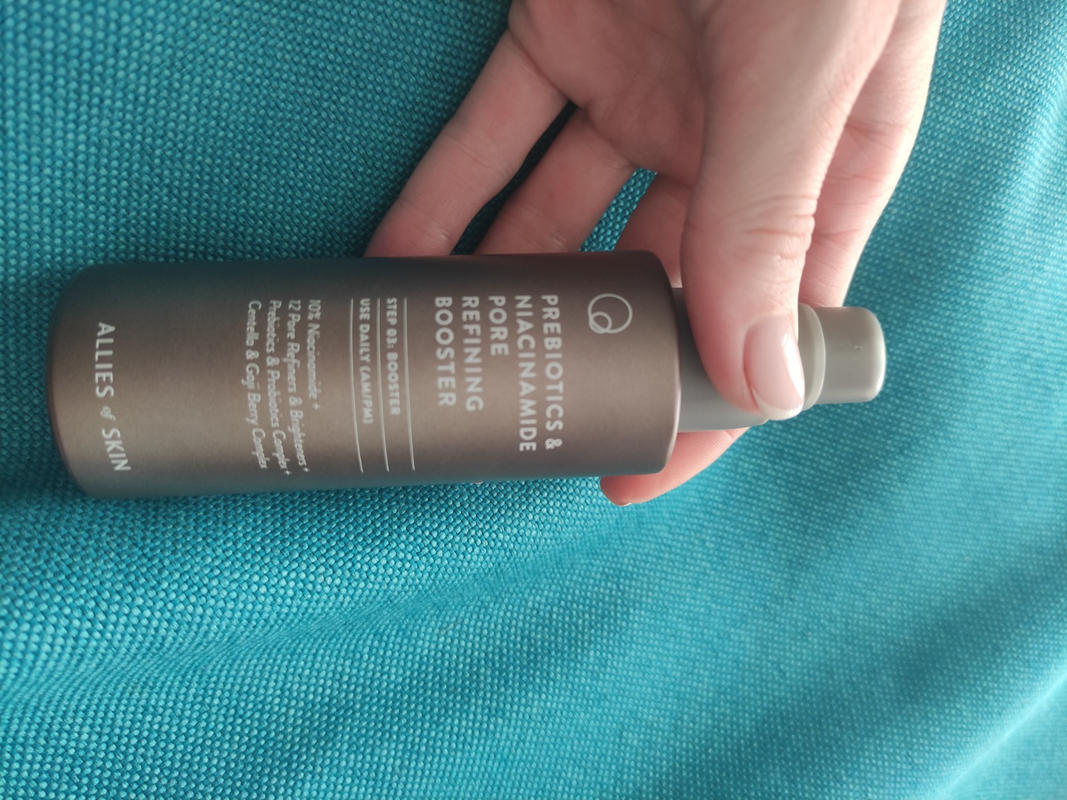 PREBIOTICS &
NIACINAMIDE
PORE
REFINING
BOOSTER
STEP 03: BOOSTER
USE DAILY (AM/PM)
10% Niacinamide +
12 Pore Refiners & Brighteners +
Prebiotics & Probiotics Complex +
Centella & Goji Berry Complex
ALLIES of SKIN